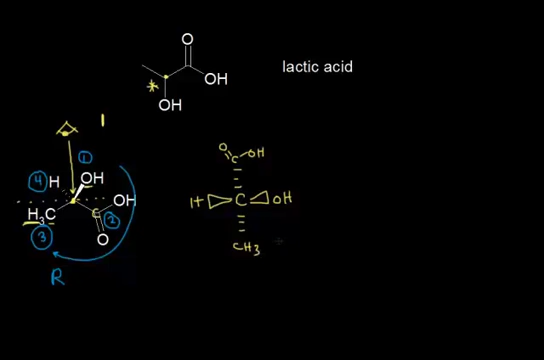 O
lactic acid
OH
*
OH
1
1
4 H OH
OH
H3C C 2
3
O
R
O
C OH
H C OH
CH3